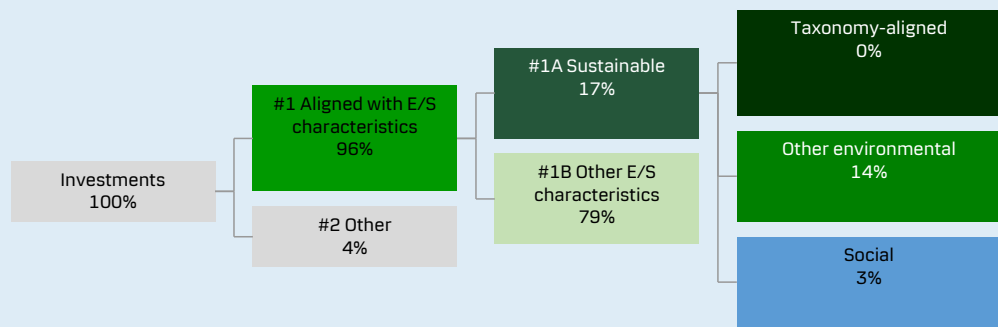 Investments
100%
#1 Aligned with E/S
characteristics
96%
#2 Other
4%
#1A Sustainable
17%
#1B Other E/S
characteristics
79%
Taxonomy-aligned
0%
Other environmental
14%
Social
3%